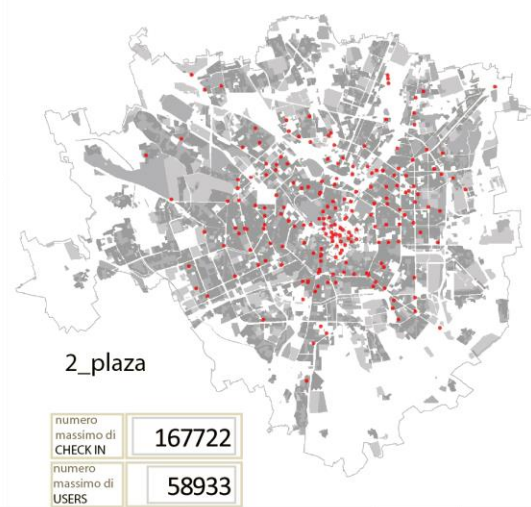 2_plaza
numero
massimo di
CHECK IN
167722
numero
massimo di
USERS
58933